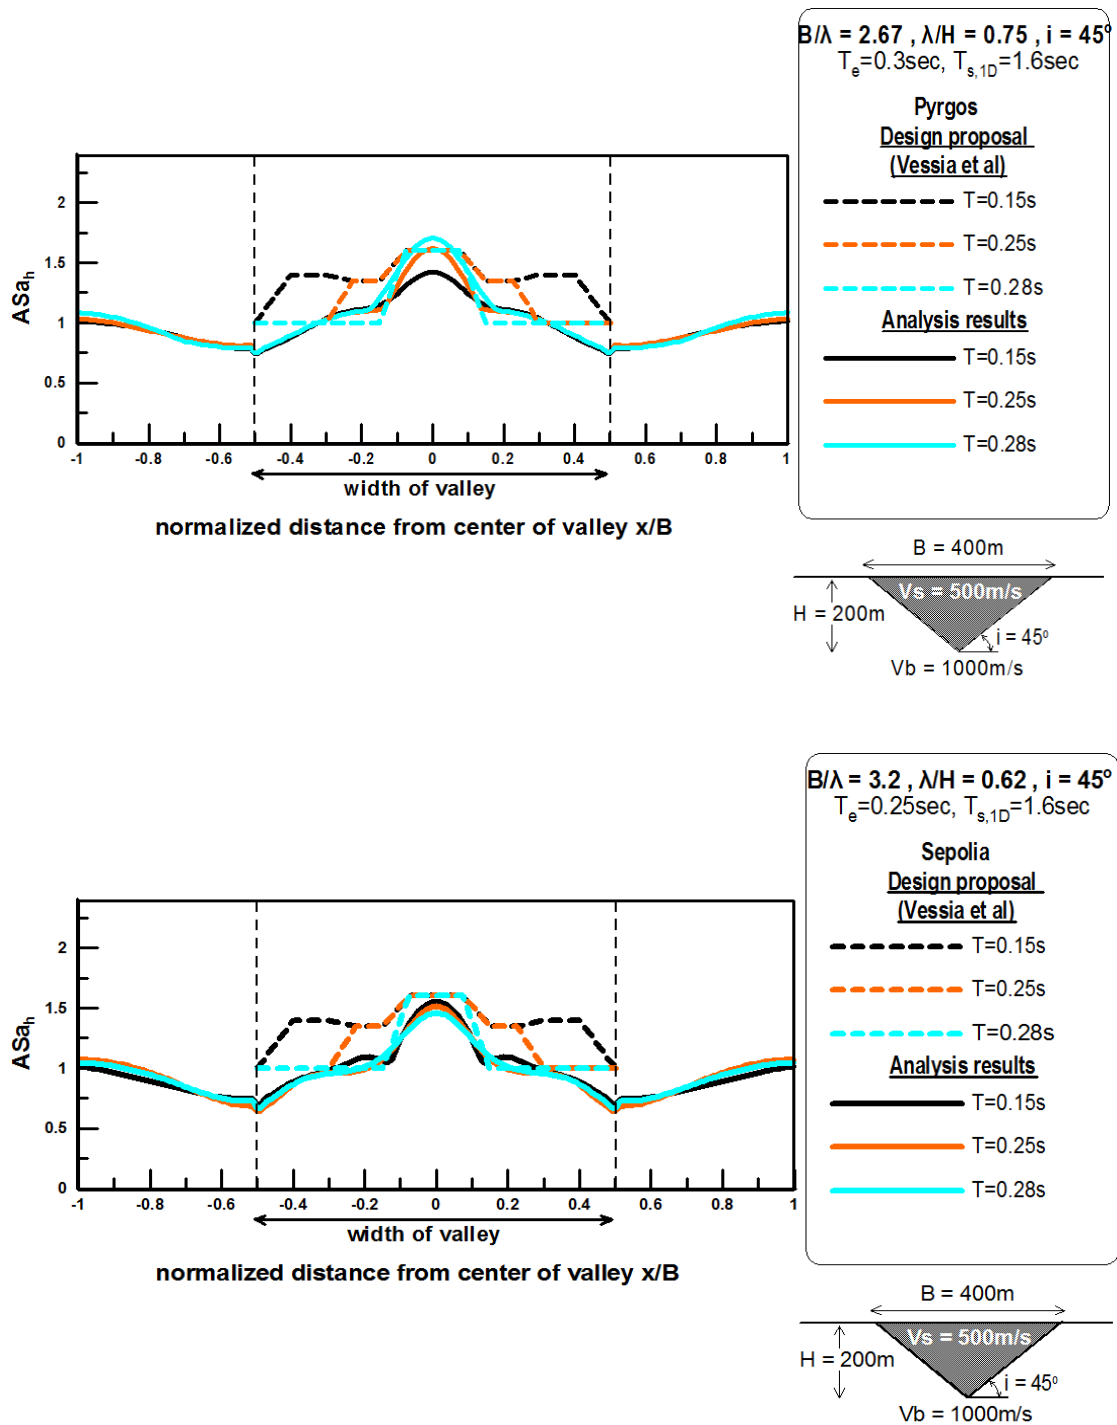 B/λ = 2.67 , λ/H = 0.75 , i = 45°
Te=0.3sec, Ts,1D=1.6sec
Pyrgos
Design proposal
(Vessia et al)
T=0.15s
T=0.25s
T=0.28s
Analysis results
T=0.15s
T=0.25s
T=0.28s
ASah
2
1.5
1
0.5
0
-1 -0.8 -0.6 -0.4 -0.2 0 0.2 0.4 0.6 0.8 1
width of valley
normalized distance from center of valley x/B
B = 400m
Vs = 500m/s
H = 200m
i = 45°
Vb = 1000m/s
B/λ = 3.2 , λ/H = 0.62 , i = 45°
Te=0.25sec, Ts,1D=1.6sec
Sepolia
Design proposal
(Vessia et al)
T=0.15s
T=0.25s
T=0.28s
Analysis results
T=0.15s
T=0.25s
T=0.28s
ASah
2
1.5
1
0.5
0
-1 -0.8 -0.6 -0.4 -0.2 0 0.2 0.4 0.6 0.8 1
width of valley
normalized distance from center of valley x/B
B = 400m
Vs = 500m/s
H = 200m
i = 45°
Vb = 1000m/s